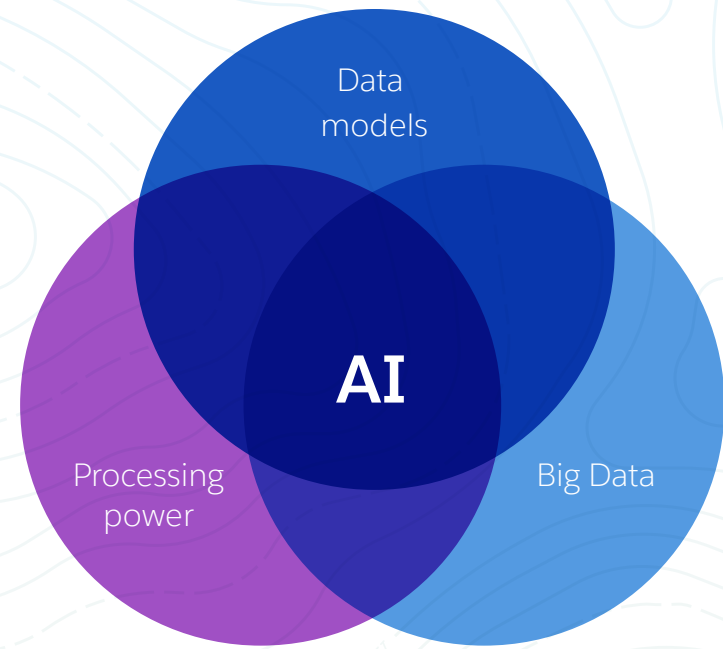 Data
models
AI
Processing
power
Big Data